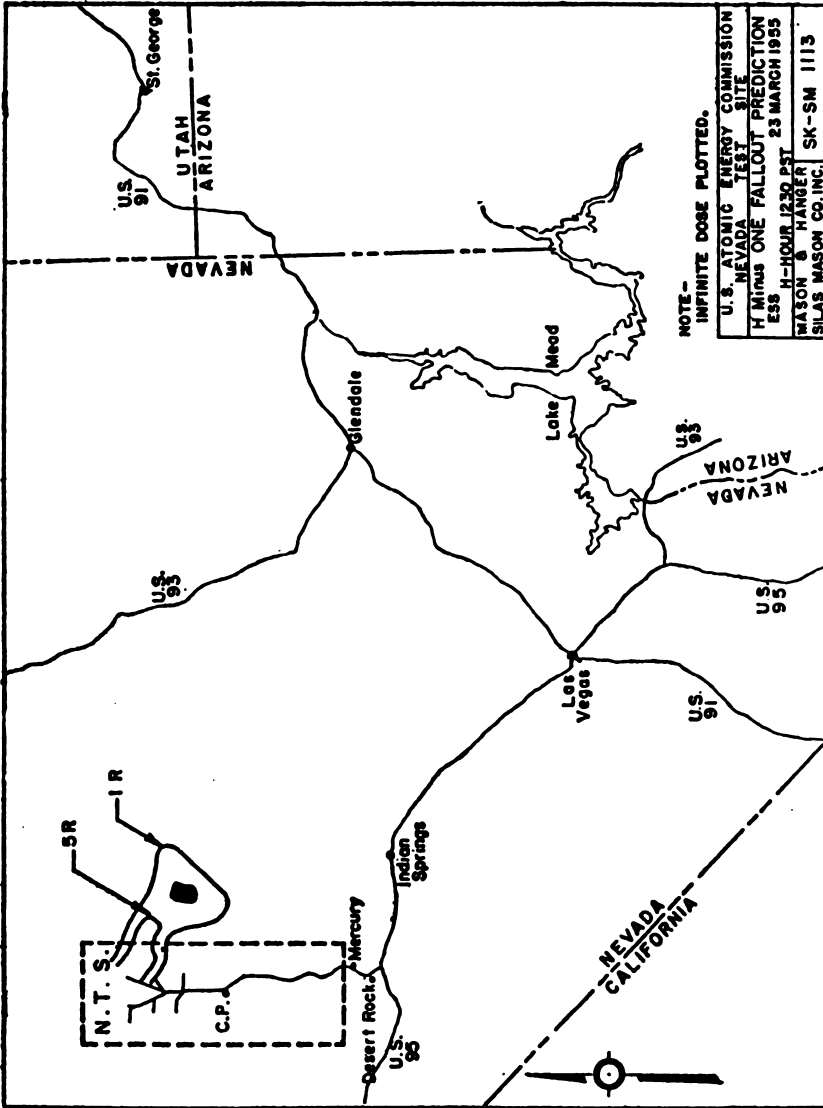 5R
1 R
N. T. S.
C.P.
Mercury
Desert Rock
U.S.
95
Indian
Springs
Las
Vegas
U.S.
91
U.S.
93
Glendale
U.S.
91
St. George
UTAH
ARIZONA
NEVADA
Lake
Mead
U.S.
93
NEVADA
ARIZONA
U.S.
95
NEVADA
CALIFORNIA
NOTE-
INFINITE DOSE PLOTTED.
U.S. ATOMIC ENERGY COMMISSION
NEVADA TEST SITE
H Minus ONE FALLOUT PREDICTION
ESS 23 MARCH 1955
H-HOUR 1230 PST
MASON & HANGER
SILAS MASON CO. INC.
SK-SM 1113